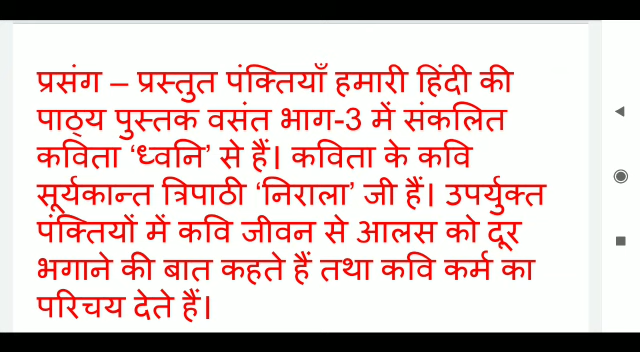 प्रसंग – प्रस्तुत पंक्तियाँ हमारी हिंदी की
पाठ्य पुस्तक वसंत भाग-3 में संकलित
कविता ‘ध्वनि’ से हैं। कविता के कवि
सूर्यकान्त त्रिपाठी ‘निराला’ जी हैं। उपर्युक्त
पंक्तियों में कवि जीवन से आलस को दूर
भगाने की बात कहते हैं तथा कवि कर्म का
परिचय देते हैं।